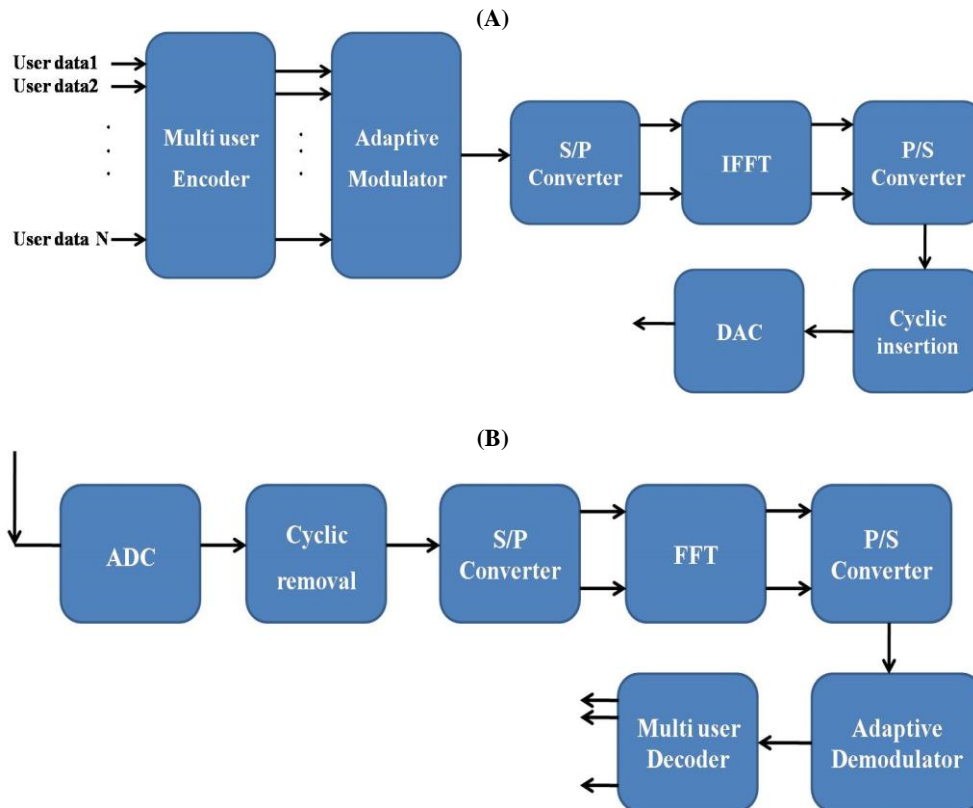 (A)
User data1
User data2
User data N
Multi user
Encoder
Adaptive
Modulator
S/P
Converter
IFFT
P/S
Converter
DAC
Cyclic
insertion
(B)
ADC
Cyclic
removal
S/P
Converter
FFT
P/S
Converter
Multi user
Decoder
Adaptive
Demodulator